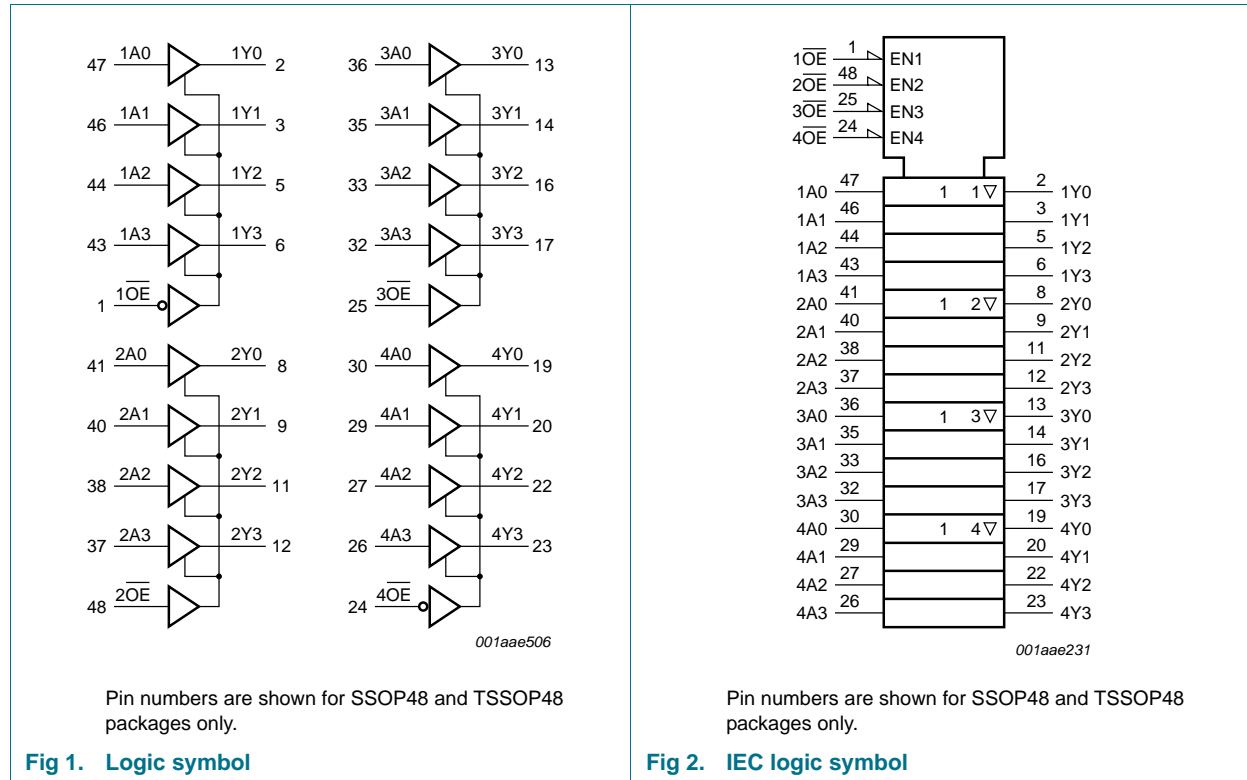 47 1A0 1Y0 2
46 1A1 1Y1 3
44 1A2 1Y2 5
43 1A3 1Y3 6
1 1O̅E̅
41 2A0 2Y0 8
40 2A1 2Y1 9
38 2A2 2Y2 11
37 2A3 2Y3 12
48 2O̅E̅
36 3A0 3Y0 13
35 3A1 3Y1 14
33 3A2 3Y2 16
32 3A3 3Y3 17
25 3O̅E̅
30 4A0 4Y0 19
29 4A1 4Y1 20
27 4A2 4Y2 22
26 4A3 4Y3 23
24 4O̅E̅
001aae506
Pin numbers are shown for SSOP48 and TSSOP48
packages only.
Fig 1. Logic symbol
1O̅E̅ 1 EN1
2O̅E̅ 48 EN2
3O̅E̅ 25 EN3
4O̅E̅ 24 EN4
1A0 47 1 1▽ 2 1Y0
1A1 46 3 1Y1
1A2 44 5 1Y2
1A3 43 6 1Y3
2A0 41 1 2▽ 8 2Y0
2A1 40 9 2Y1
2A2 38 11 2Y2
2A3 37 12 2Y3
3A0 36 1 3▽ 13 3Y0
3A1 35 14 3Y1
3A2 33 16 3Y2
3A3 32 17 3Y3
4A0 30 1 4▽ 19 4Y0
4A1 29 20 4Y1
4A2 27 22 4Y2
4A3 26 23 4Y3
001aae231
Pin numbers are shown for SSOP48 and TSSOP48
packages only.
Fig 2. IEC logic symbol